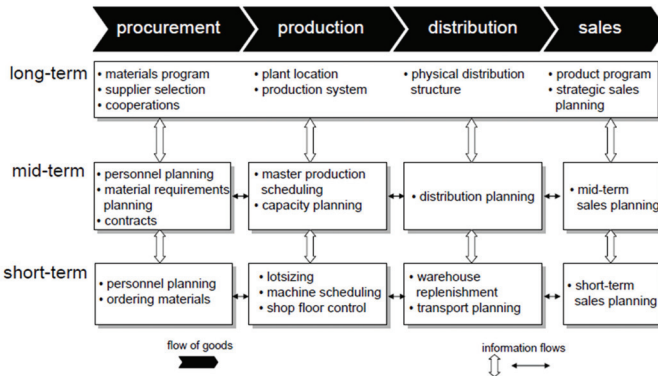 procurement production distribution sales
long-term
• materials program
• supplier selection
• cooperations
• plant location
• production system
• physical distribution
structure
• product program
• strategic sales
planning
mid-term
• personnel planning
• material requirements
planning
• contracts
• master production
scheduling
• capacity planning
• distribution planning
• mid-term
sales planning
short-term
• personnel planning
• ordering materials
• lotsizing
• machine scheduling
• shop floor control
• warehouse
replenishment
• transport planning
• short-term
sales planning
flow of goods
information flows